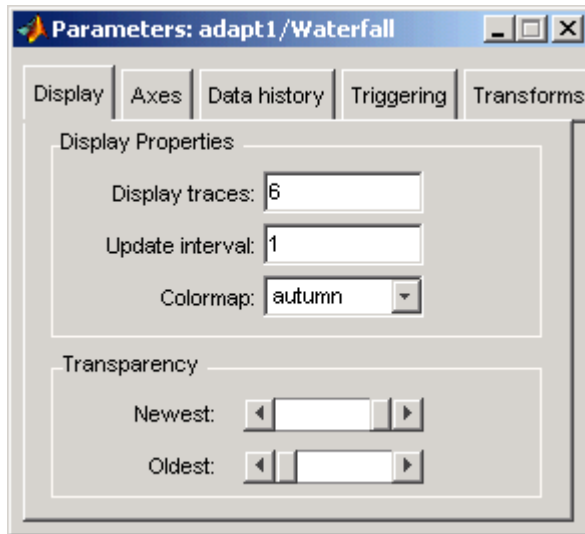 Parameters: adapt1/Waterfall
Display Axes Data history Triggering Transforms
Display Properties
Display traces: 6
Update interval: 1
Colormap: autumn
Transparency
Newest:
Oldest: